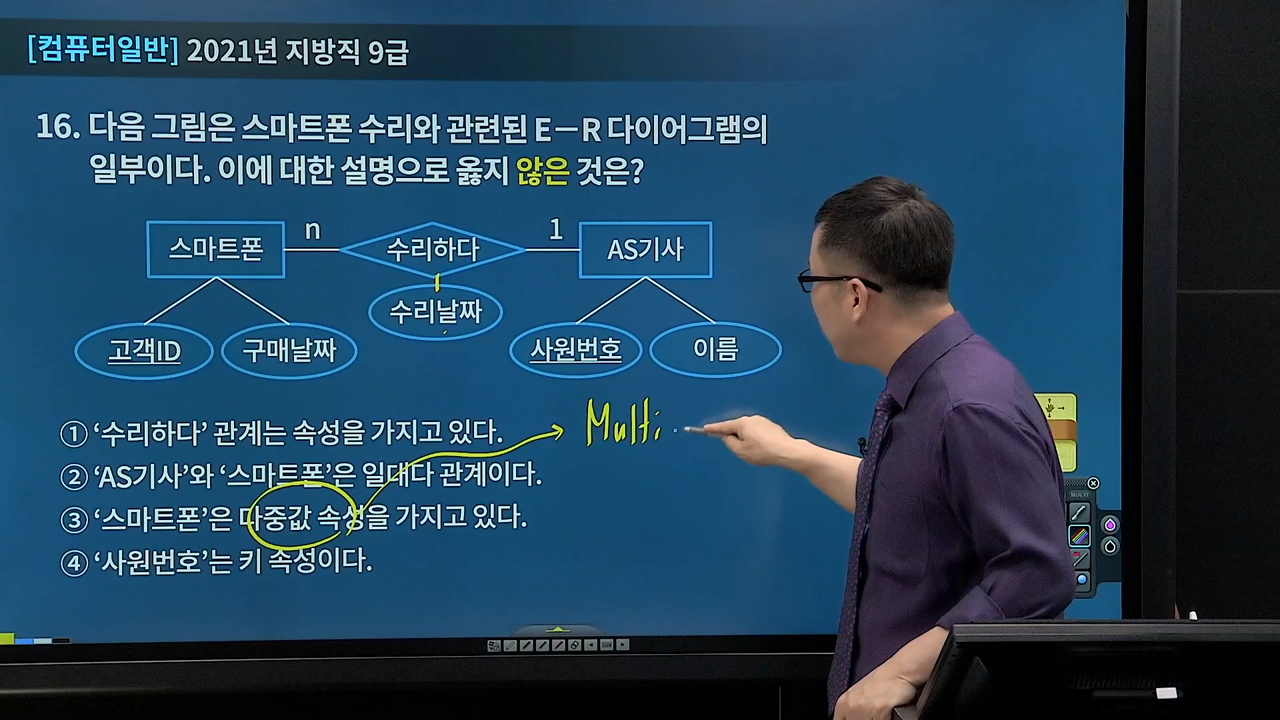 [컴퓨터일반] 2021년 지방직 9급
16. 다음 그림은 스마트폰 수리와 관련된 E-R 다이어그램의
일부이다. 이에 대한 설명으로 옳지 않은 것은?
스마트폰 n 수리하다 1 AS기사
수리날짜
고객ID 구매날짜 사원번호 이름
① ‘수리하다’ 관계는 속성을 가지고 있다.
Multi
② ‘AS기사’와 ‘스마트폰’은 일대다 관계이다.
③ ‘스마트폰’은 다중값 속성을 가지고 있다.
④ ‘사원번호’는 키 속성이다.
MULTI